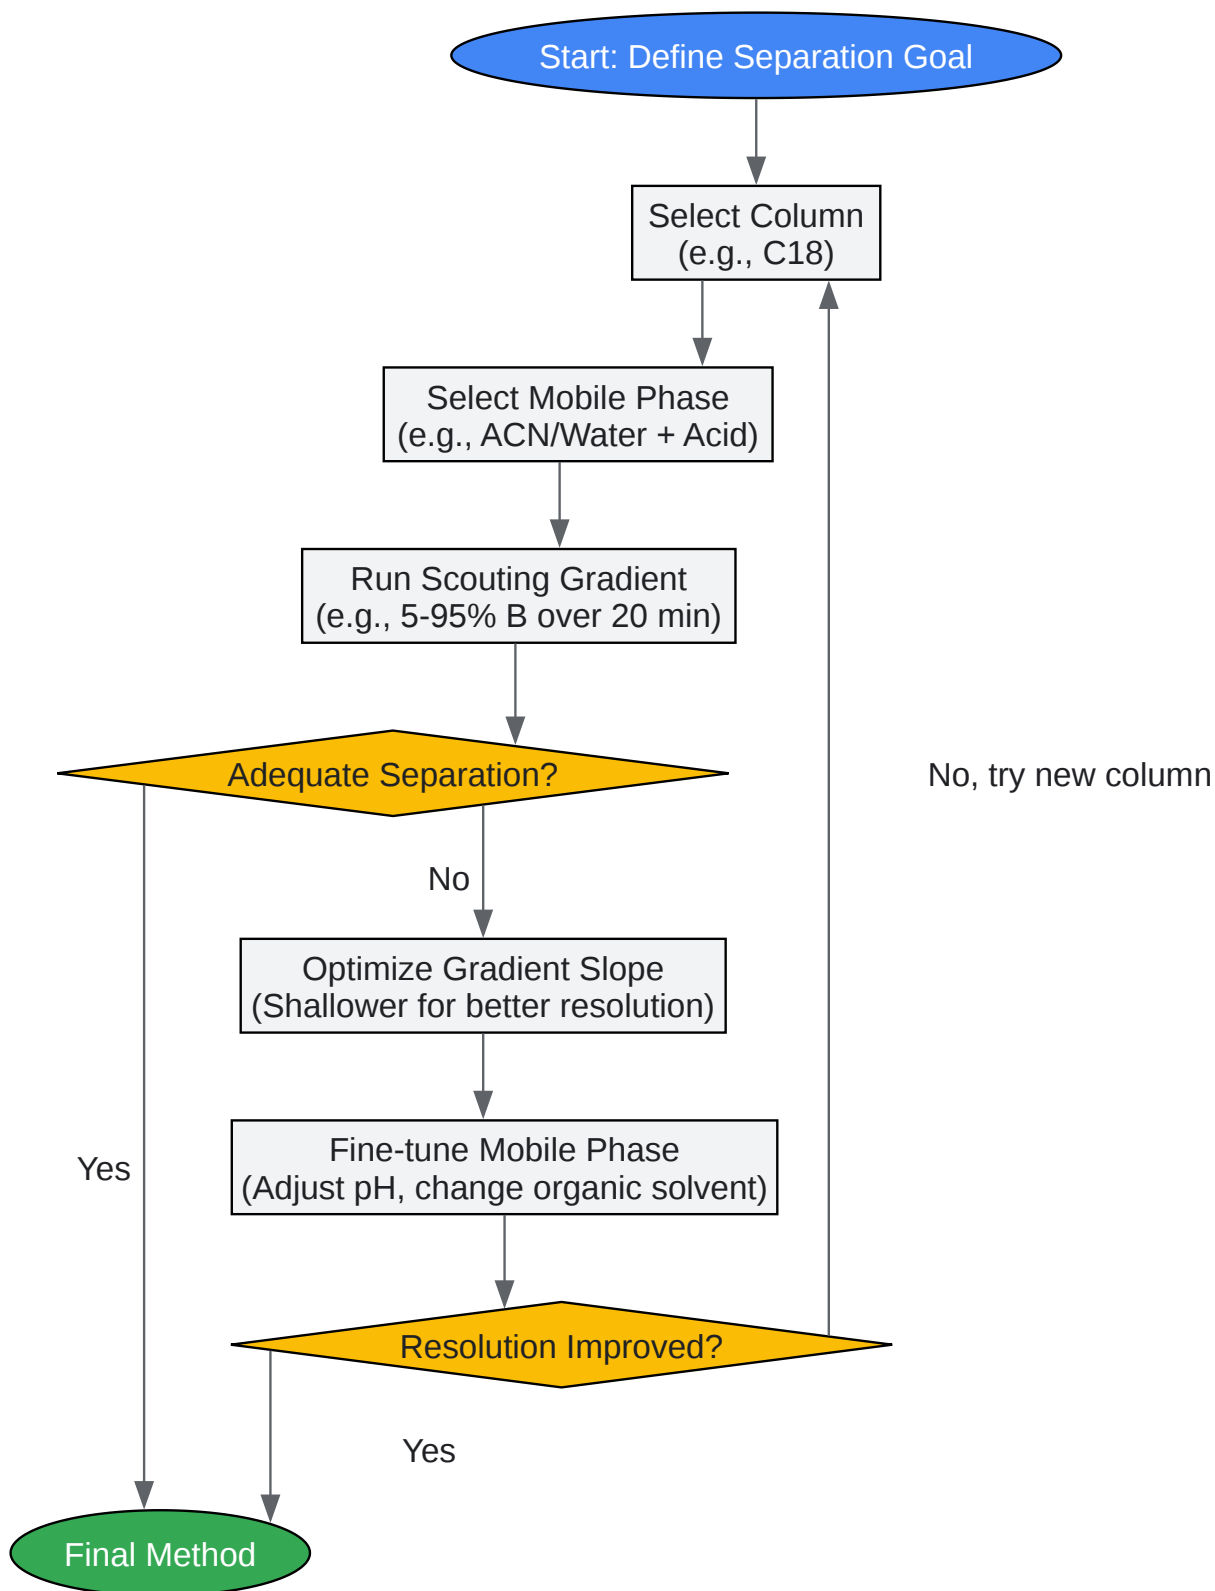 Start: Define Separation Goal
Select Column
(e.g., C18)
Select Mobile Phase
(e.g., ACN/Water + Acid)
Run Scouting Gradient
(e.g., 5-95% B over 20 min)
Adequate Separation?
No, try new column
No
Optimize Gradient Slope
(Shallower for better resolution)
Fine-tune Mobile Phase
(Adjust pH, change organic solvent)
Yes
Resolution Improved?
Yes
Final Method